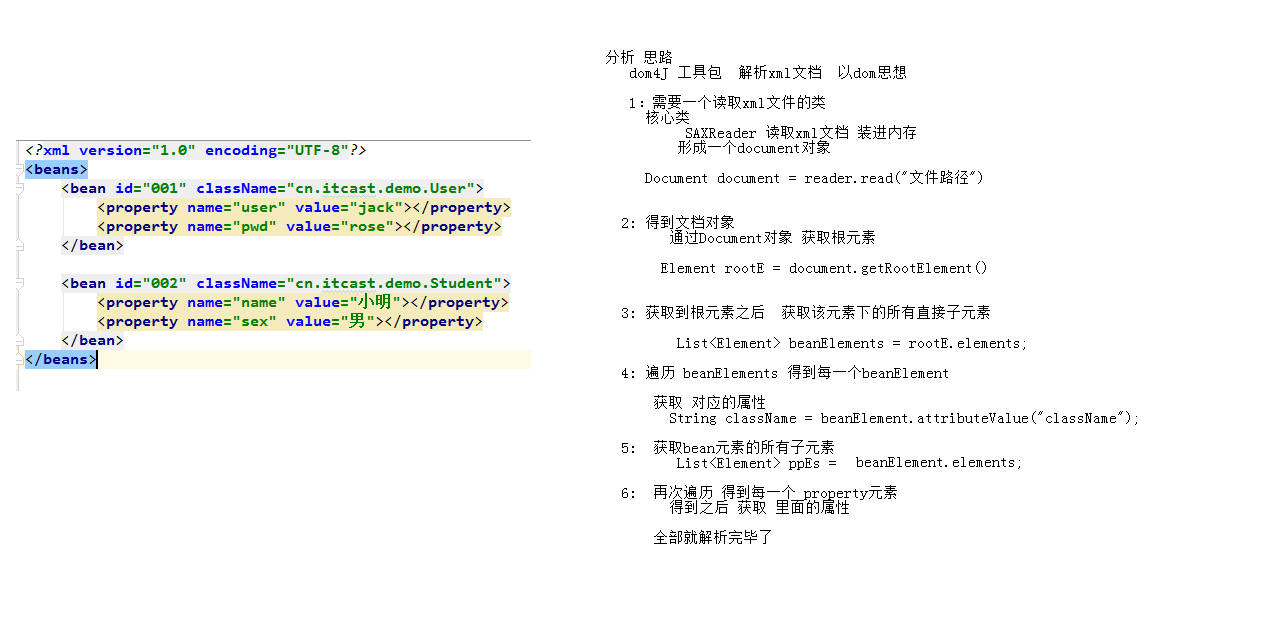 <?xml version="1.0" encoding="UTF-8"?>
<beans>
<bean id="001" className="cn.itcast.demo.User">
<property name="user" value="jack"></property>
<property name="pwd" value="rose"></property>
</bean>
<bean id="002" className="cn.itcast.demo.Student">
<property name="name" value="小明"></property>
<property name="sex" value="男"></property>
</bean>
</beans>
分析 思路
dom4J 工具包 解析xml文档 以dom思想
1：需要一个读取xml文件的类
核心类
SAXReader 读取xml文档 装进内存
形成一个document对象
Document document = reader.read("文件路径")
2: 得到文档对象
通过Document对象 获取根元素
Element rootE = document.getRootElement()
3: 获取到根元素之后 获取该元素下的所有直接子元素
List<Element> beanElements = rootE.elements;
4: 遍历 beanElements 得到每一个beanElement
获取 对应的属性
String className = beanElement.attributeValue("className");
5: 获取bean元素的所有子元素
List<Element> ppEs = beanElement.elements;
6: 再次遍历 得到每一个 property元素
得到之后 获取 里面的属性
全部就解析完毕了